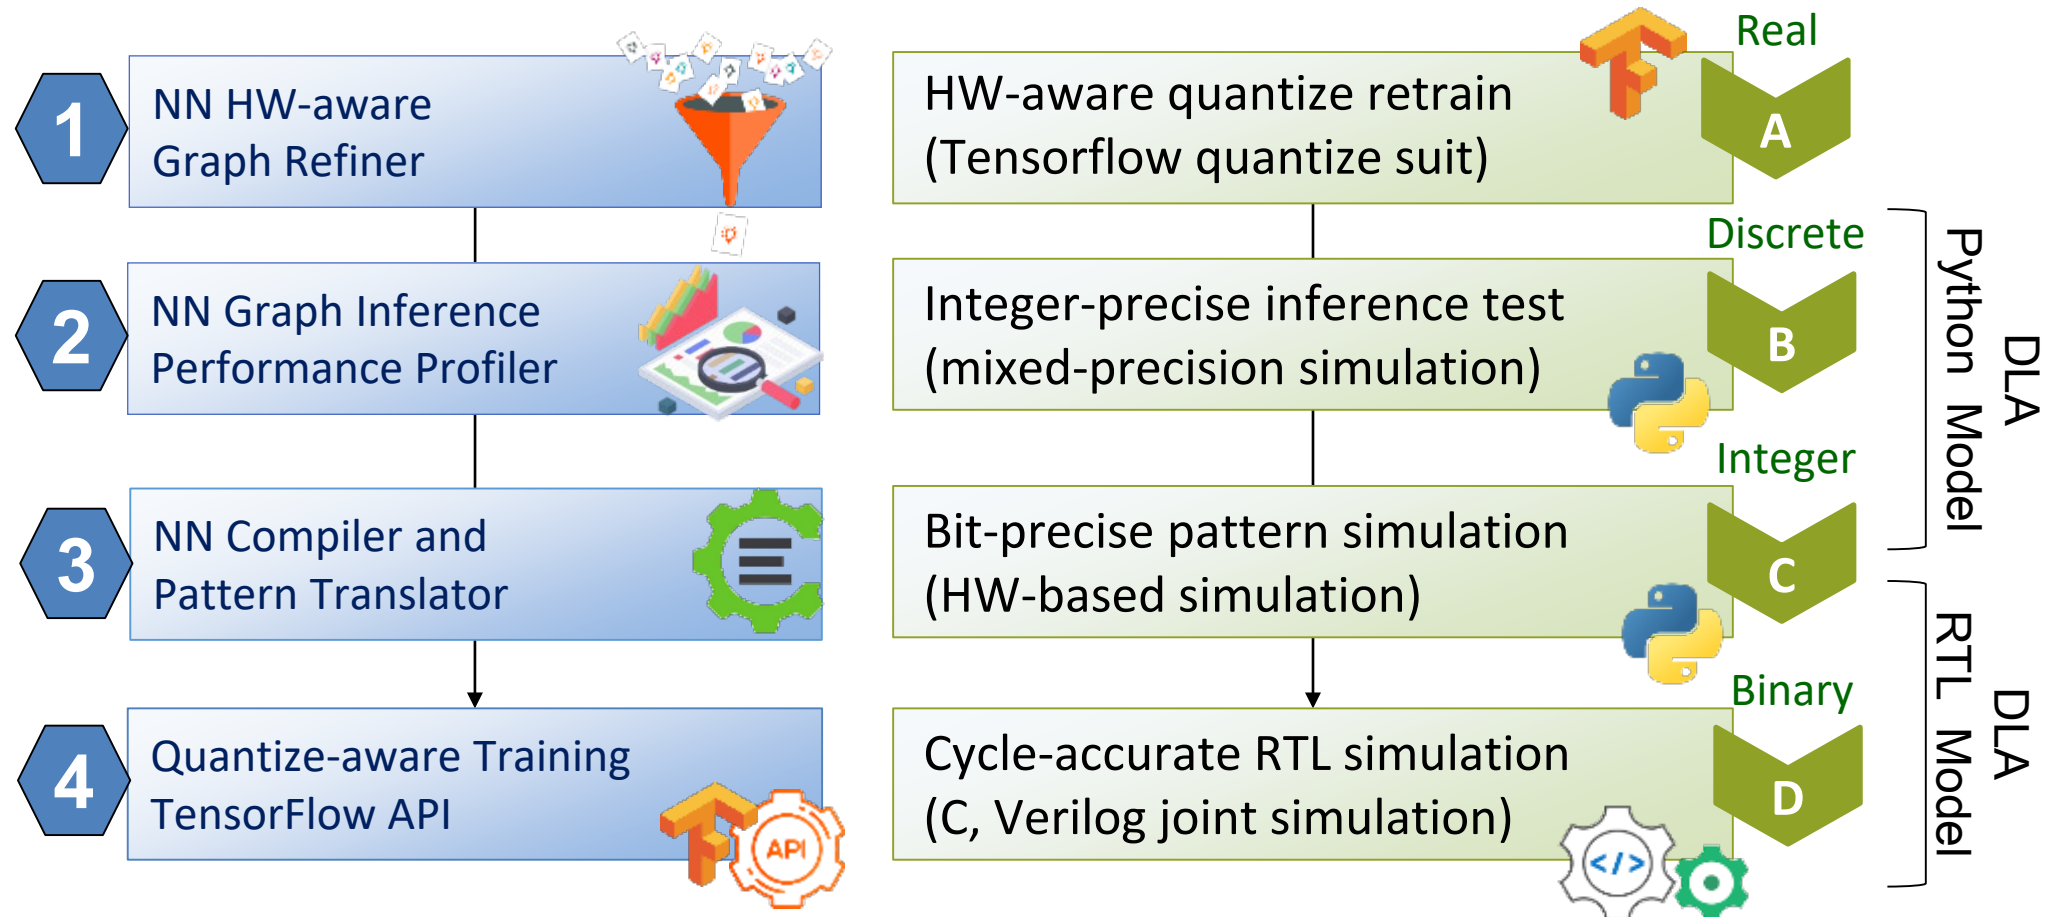 1
NN HW-aware
Graph Refiner
2
NN Graph Inference
Performance Profiler
3
NN Compiler and
Pattern Translator
4
Quantize-aware Training
TensorFlow API
API
HW-aware quantize retrain
(Tensorflow quantize suit)
Real
A
Integer-precise inference test
(mixed-precision simulation)
Discrete
B
Bit-precise pattern simulation
(HW-based simulation)
Integer
C
Cycle-accurate RTL simulation
(C, Verilog joint simulation)
</>
Binary
D
DLA
Python Model
DLA
RTL Model